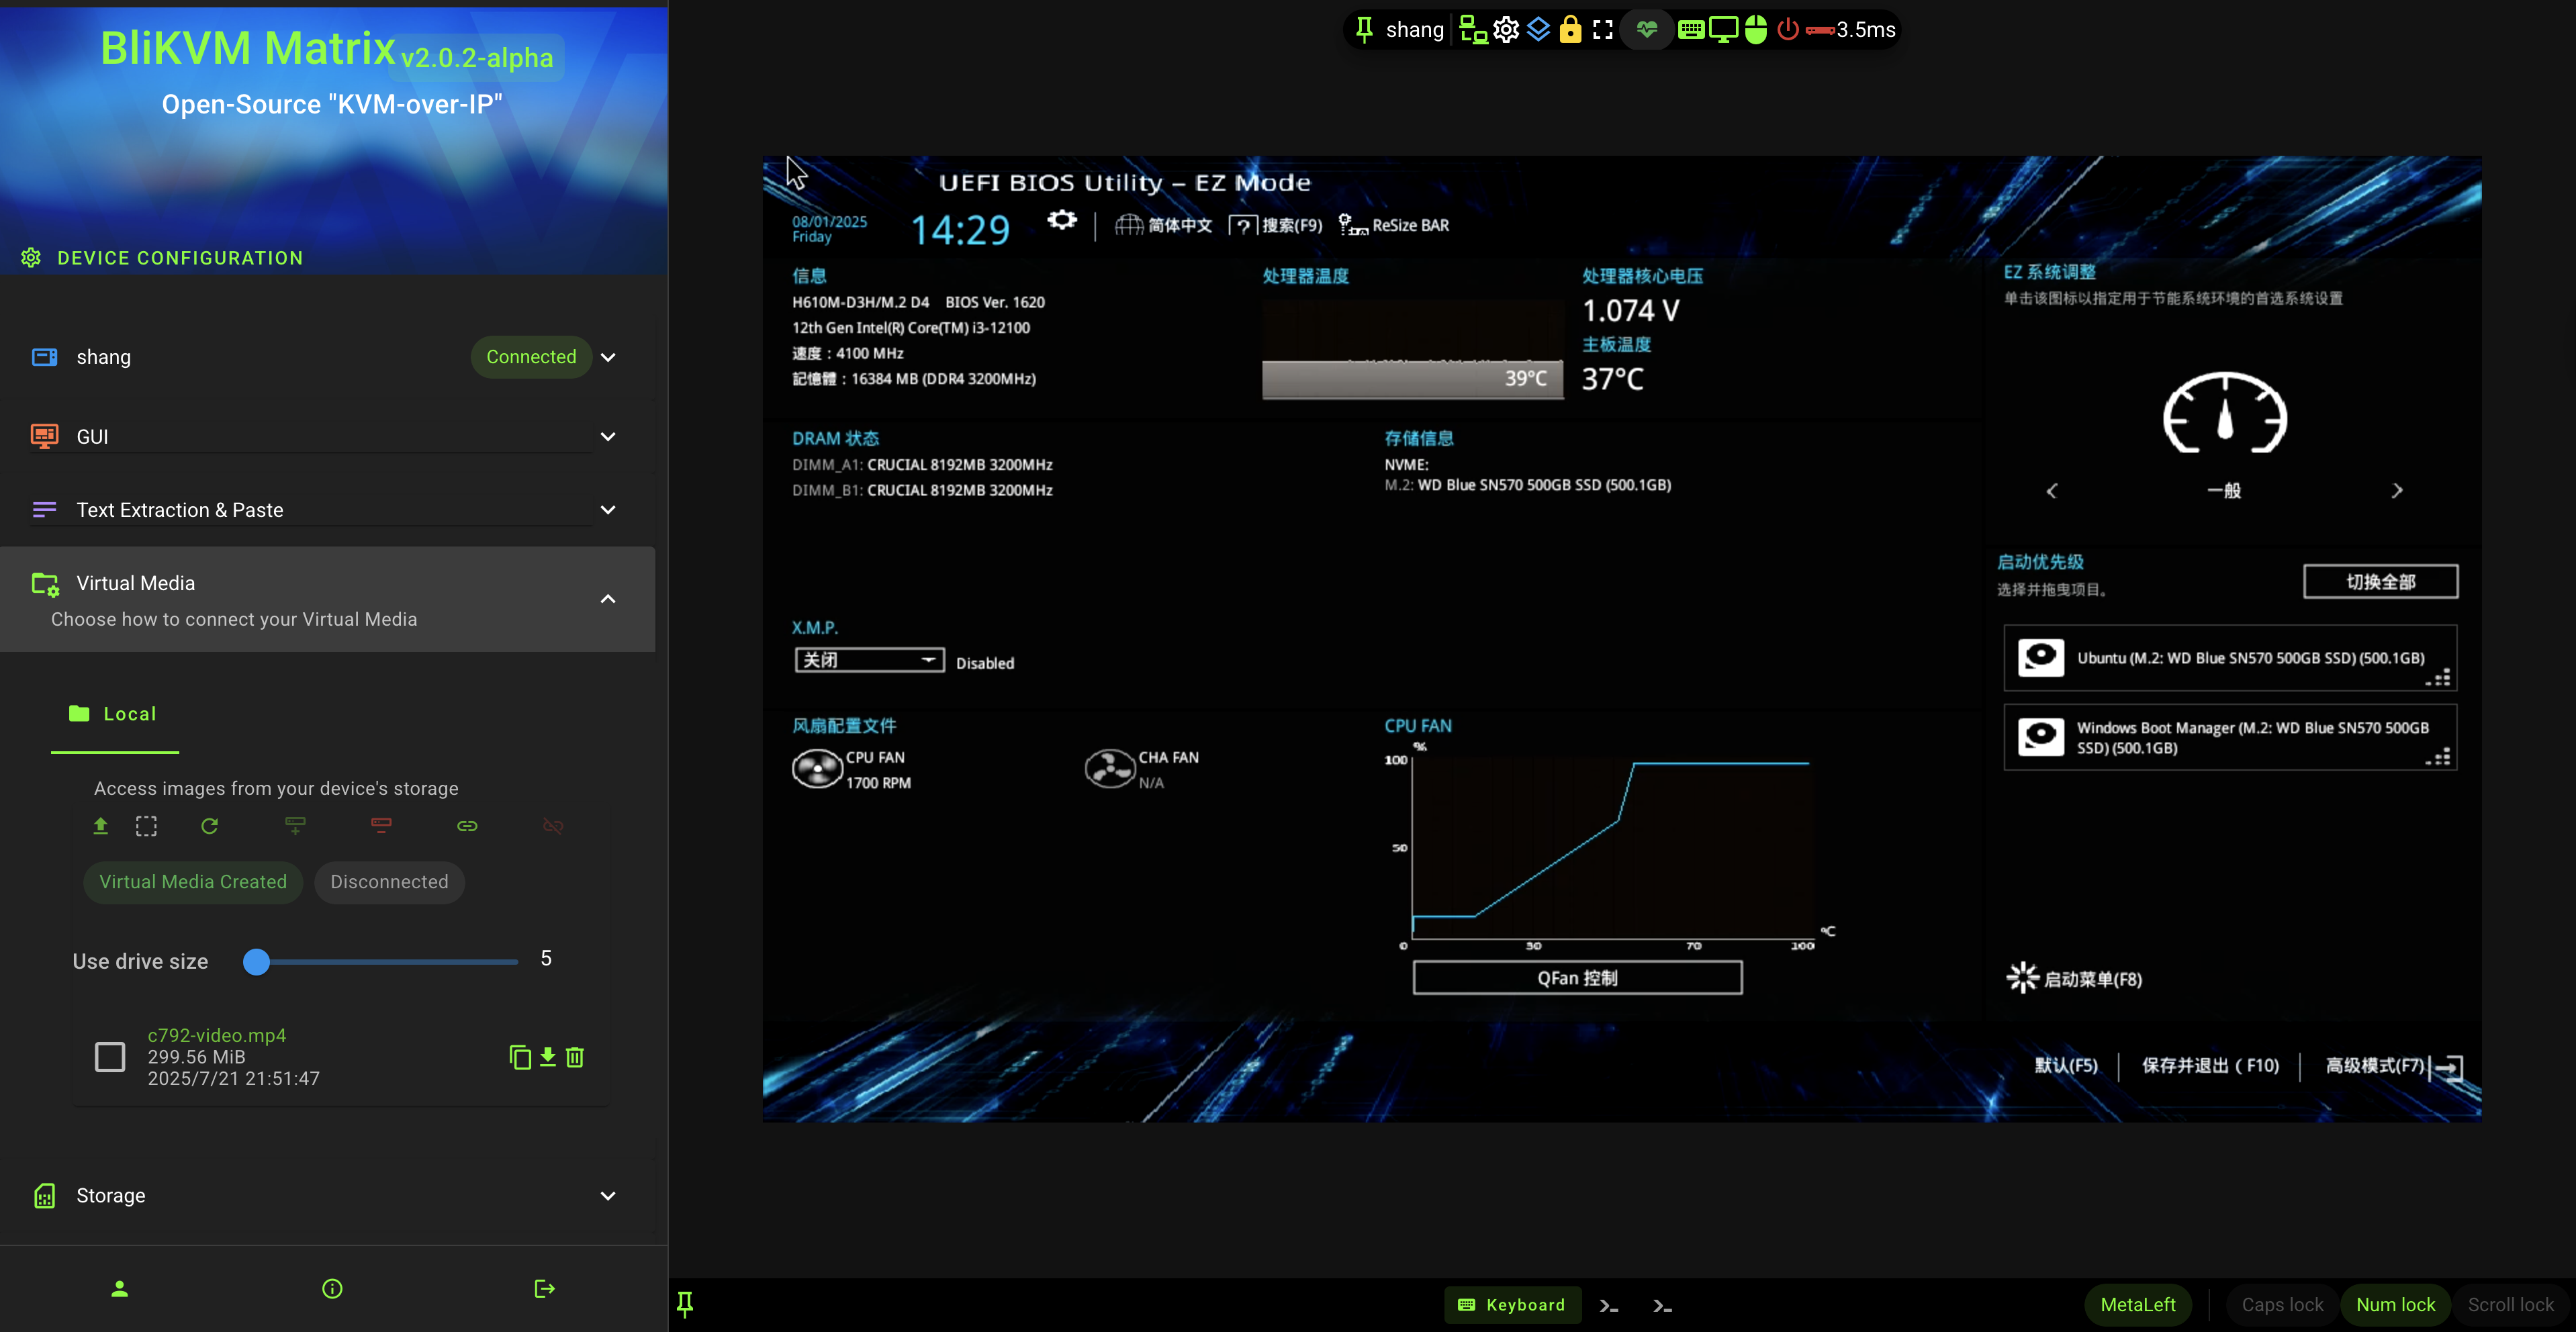 BliKVM Matrix v2.0.2-alpha
Open-Source "KVM-over-IP"
DEVICE CONFIGURATION
shang
Connected
GUI
Text Extraction & Paste
Virtual Media
Choose how to connect your Virtual Media
Local
Access images from your device's storage
Virtual Media Created
Disconnected
Use drive size
5
c792-video.mp4
299.56 MiB
2025/7/21 21:51:47
Storage
shang
3.5ms
UEFI BIOS Utility – EZ Mode
08/01/2025
Friday
14:29
简体中文
? 搜索(F9)
ReSize BAR
信息
H610M-D3H/M.2 D4 BIOS Ver. 1620
12th Gen Intel(R) Core(TM) i3-12100
速度：4100 MHz
記憶體：16384 MB (DDR4 3200MHz)
处理器温度
39°C
处理器核心电压
1.074 V
主板温度
37°C
DRAM 状态
DIMM_A1: CRUCIAL 8192MB 3200MHz
DIMM_B1: CRUCIAL 8192MB 3200MHz
存储信息
NVME:
M.2: WD Blue SN570 500GB SSD (500.1GB)
X.M.P.
关闭
Disabled
风扇配置文件
CPU FAN
1700 RPM
CHA FAN
N/A
CPU FAN
%
100
50
0
30
70
100
°C
QFan 控制
EZ 系统调整
单击该图标以指定用于节能系统环境的首选系统设置
一般
启动优先级
选择并拖曳项目。
切换全部
Ubuntu (M.2: WD Blue SN570 500GB SSD) (500.1GB)
Windows Boot Manager (M.2: WD Blue SN570 500GB
SSD) (500.1GB)
启动菜单(F8)
默认(F5)
保存并退出（F10)
高级模式(F7)
Keyboard
MetaLeft
Caps lock
Num lock
Scroll lock